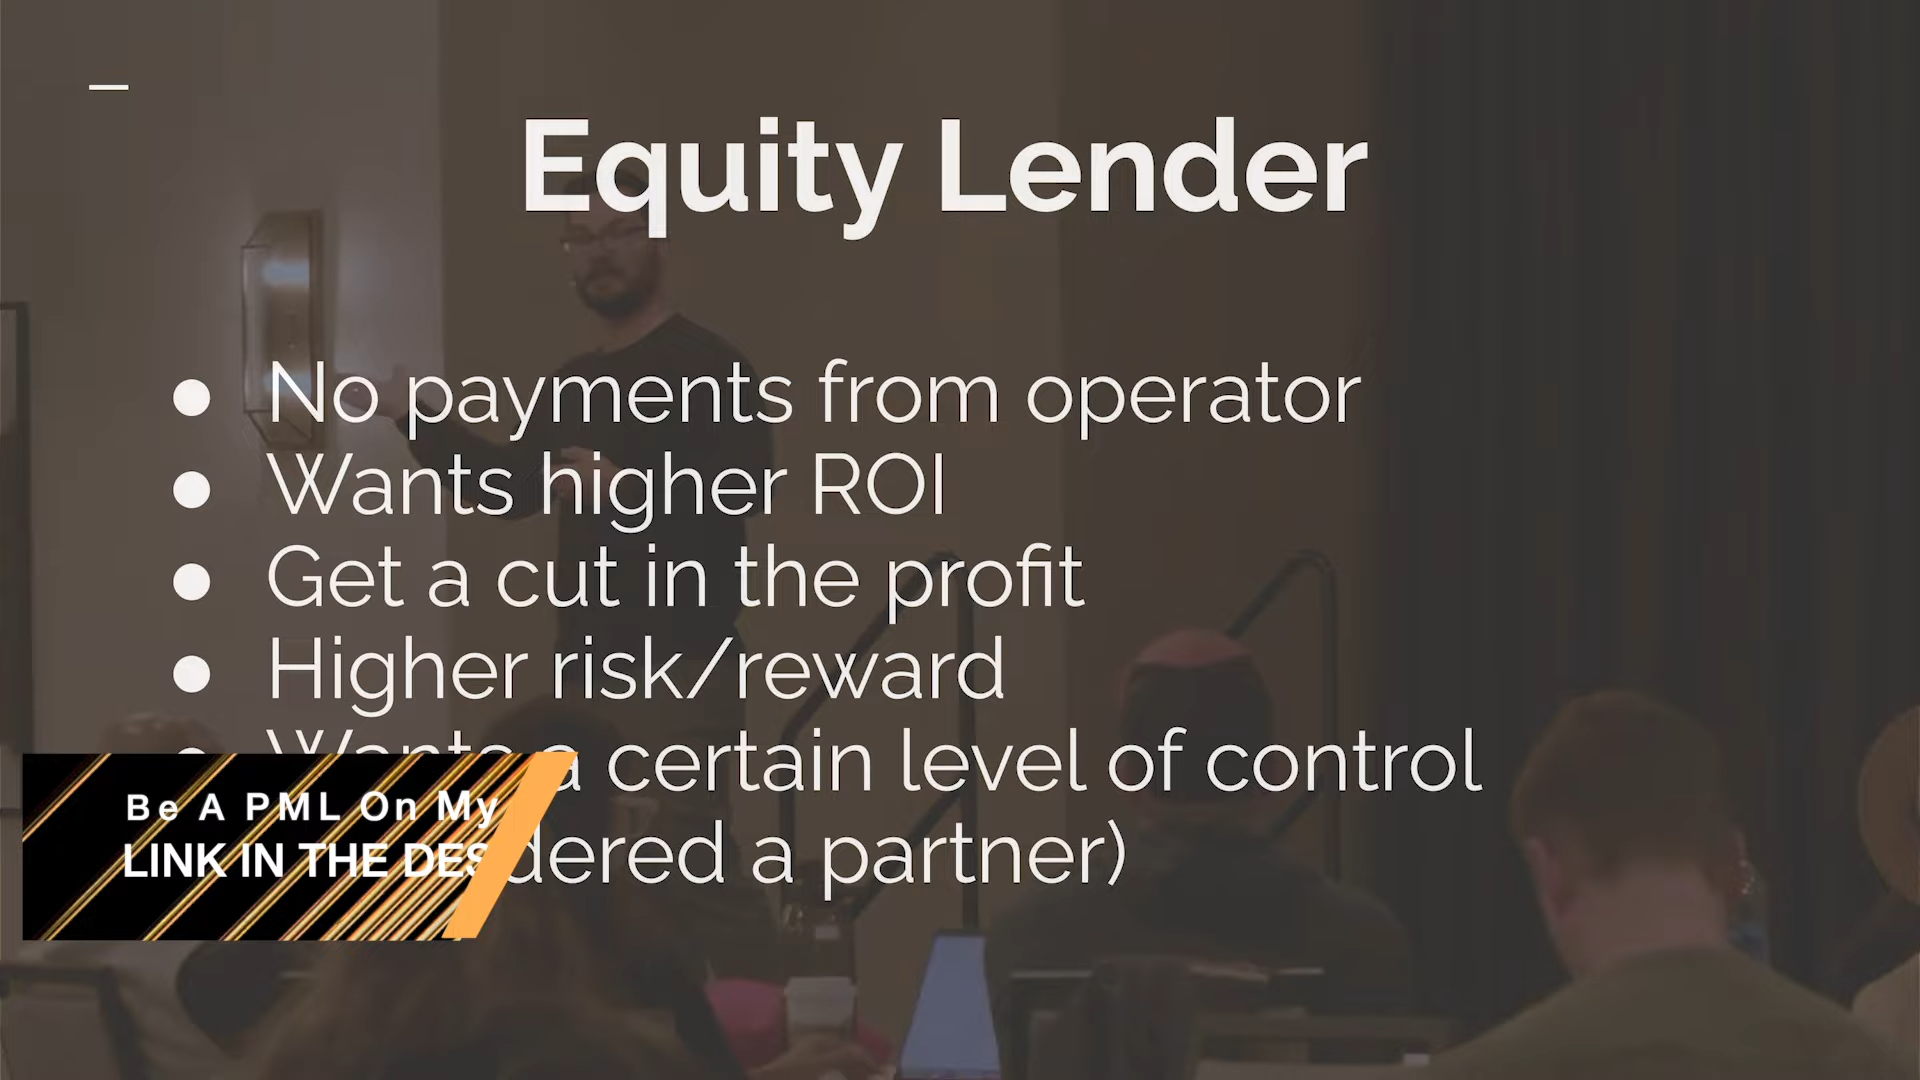 Equity Lender
● No payments from operator
● Wants higher ROI
● Get a cut in the profit
● Higher risk/reward
● Wants a certain level of control
dered a partner)
Be A PML On My
LINK IN THE DES